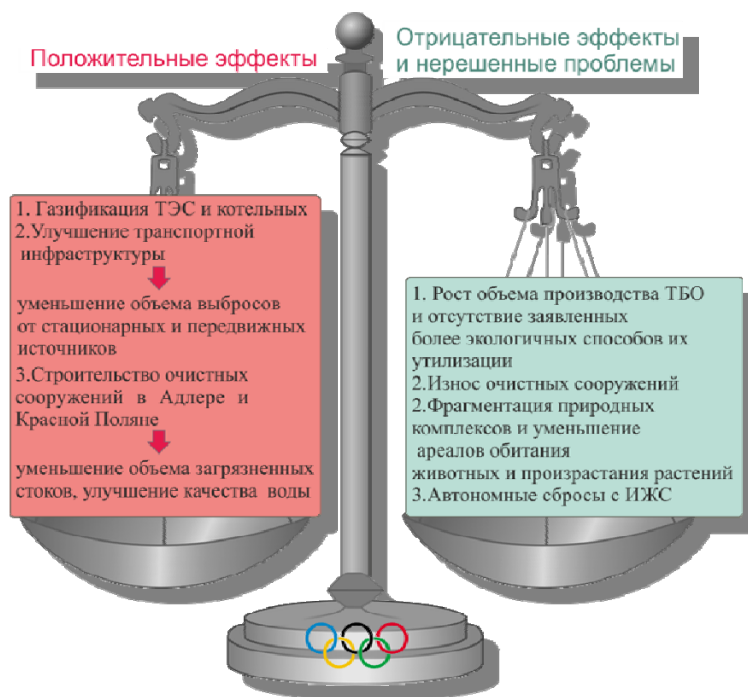 Положительные эффекты
Отрицательные эффекты
и нерешенные проблемы
1. Газификация ТЭС и котельных
2.Улучшение транспортной
инфраструктуры
уменьшение объема выбросов
от стационарных и передвижных
источников
3.Строительство очистных
сооружений в Адлере и
Красной Поляне
уменьшение объема загрязненных
стоков, улучшение качества воды
1. Рост объема производства ТБО
и отсутствие заявленных
более экологичных способов их
утилизации
2.Износ очистных сооружений
2.Фрагментация природных
комплексов и уменьшение
ареалов обитания
животных и произрастания растений
3.Автономные сбросы с ИЖС